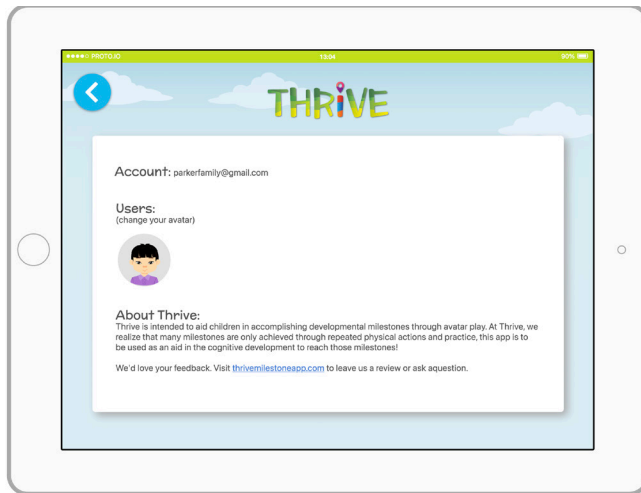 PROTO.IO 13:04 90%
THRIVE
Account: parkerfamily@gmail.com
Users:
(change your avatar)
About Thrive:
Thrive is intended to aid children in accomplishing developmental milestones through avatar play. At Thrive, we
realize that many milestones are only achieved through repeated physical actions and practice, this app is to
be used as an aid in the cognitive development to reach those milestones!
We'd love your feedback. Visit thrivemilestoneapp.com to leave us a review or ask aquestion.